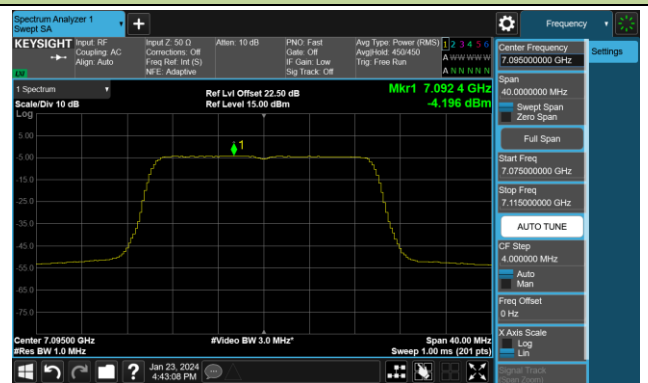 Spectrum Analyzer 1
Swept SA
+
Frequency
KEYSIGHT
Input: RF
Coupling: AC
Align: Auto
Input Z: 50 Ω
Corrections: Off
Freq Ref: Int (S)
NFE: Adaptive
Atten: 10 dB
PNO: Fast
Gate: Off
IF Gain: Low
Sig Track: Off
Avg Type: Power (RMS)
Avg|Hold: 450/450
Trig: Free Run
1 2 3 4 5 6
A W W W W W
A N N N N N
LW
1 Spectrum
Scale/Div 10 dB
Log
Ref Lvl Offset 22.50 dB
Ref Level 15.00 dBm
Mkr1 7.092 4 GHz
-4.196 dBm
1
5.00
-5.00
-15.0
-25.0
-35.0
-45.0
-55.0
-65.0
-75.0
Center 7.09500 GHz
#Res BW 1.0 MHz
#Video BW 3.0 MHz*
Span 40.00 MHz
Sweep 1.00 ms (201 pts)
Center Frequency
7.095000000 GHz
Span
40.0000000 MHz
Swept Span
Zero Span
Full Span
Start Freq
7.075000000 GHz
Stop Freq
7.115000000 GHz
AUTO TUNE
CF Step
4.000000 MHz
Auto
Man
Freq Offset
0 Hz
X Axis Scale
Log
Lin
Signal Track
(Span Zoom)
Settings
?
Jan 23, 2024
4:43:08 PM